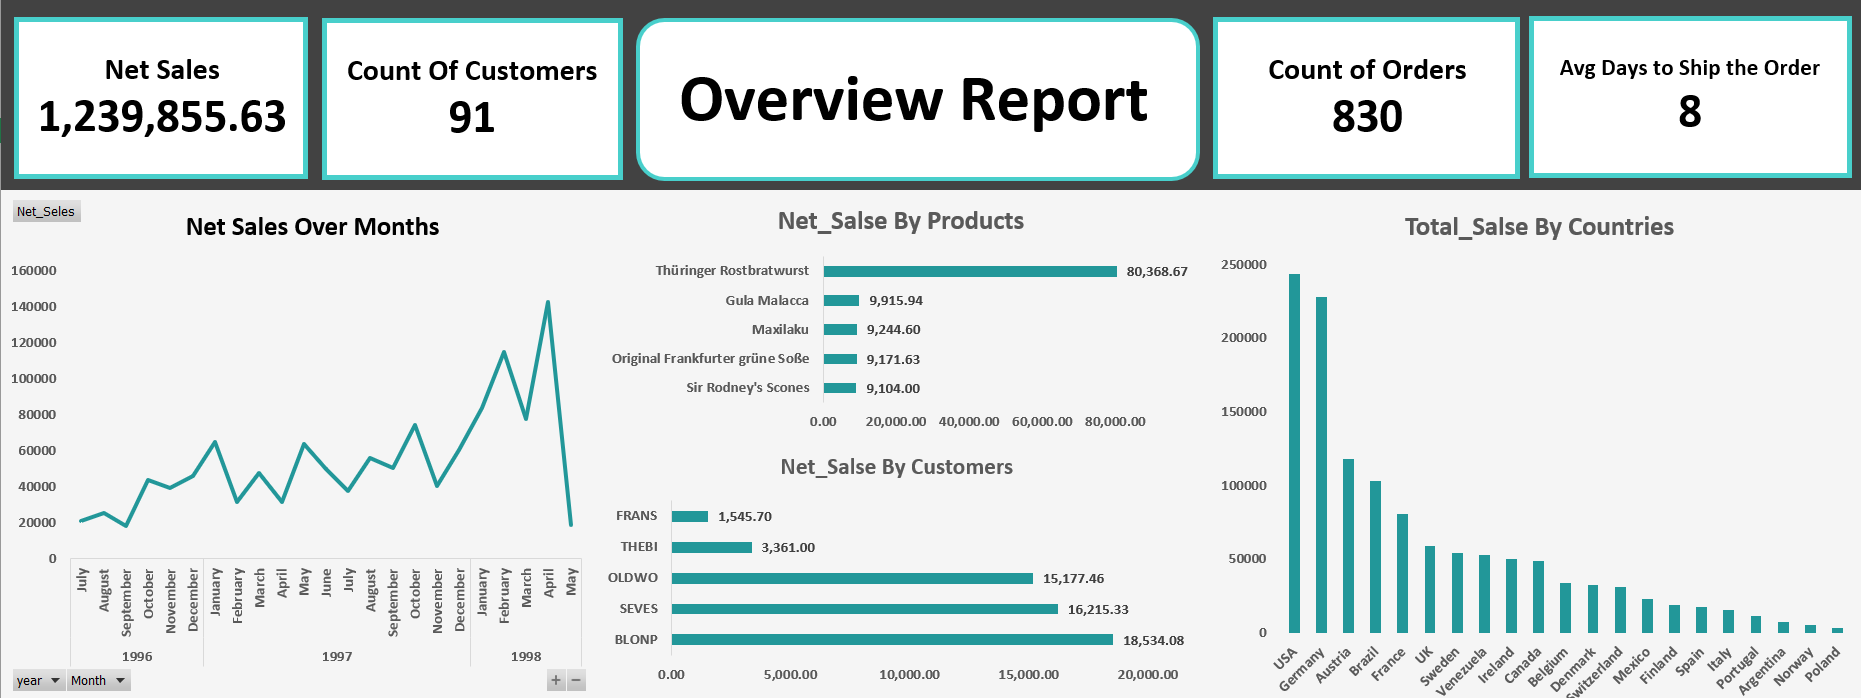 Net Sales
1,239,855.63
Count Of Customers
91
Overview Report
Count of Orders
830
Avg Days to Ship the Order
8
Net_Seles
Net Sales Over Months
160000
140000
120000
100000
80000
60000
40000
20000
0
July
August
September
October
November
December
January
February
March
April
May
June
July
August
September
October
November
December
January
February
March
April
May
1996
1997
1998
year
Month
+
−
Net_Salse By Products
Thüringer Rostbratwurst 80,368.67
Gula Malacca 9,915.94
Maxilaku 9,244.60
Original Frankfurter grüne Soße 9,171.63
Sir Rodney's Scones 9,104.00
0.00 20,000.00 40,000.00 60,000.00 80,000.00
Net_Salse By Customers
FRANS 1,545.70
THEBI 3,361.00
OLDWO 15,177.46
SEVES 16,215.33
BLONP 18,534.08
0.00 5,000.00 10,000.00 15,000.00 20,000.00
Total_Salse By Countries
250000
200000
150000
100000
50000
0
USA
Germany
Austria
Brazil
France
UK
Sweden
Venezuela
Ireland
Canada
Belgium
Denmark
Switzerland
Mexico
Finland
Spain
Italy
Portugal
Argentina
Norway
Poland